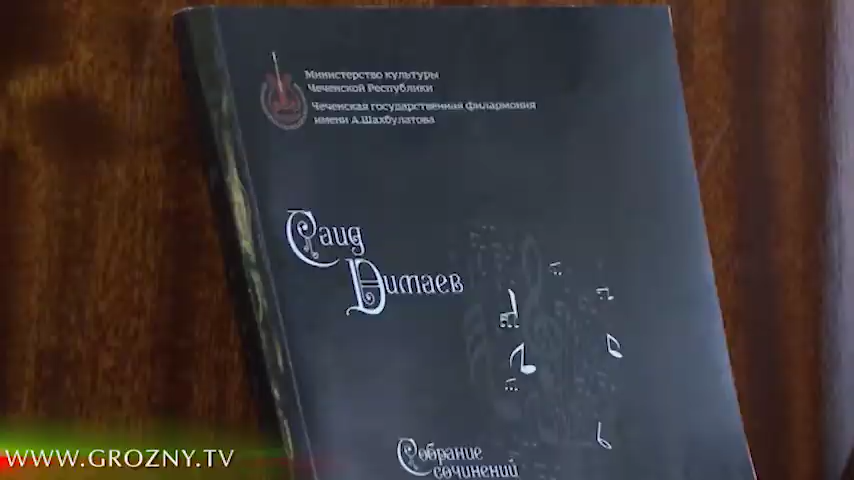 Министерство культуры
Чеченской Республики
Чеченская государственная филармония
имени А.Шахбулатова
Саид
Димаев
Собрание
сочинений
WWW.GROZNY.TV